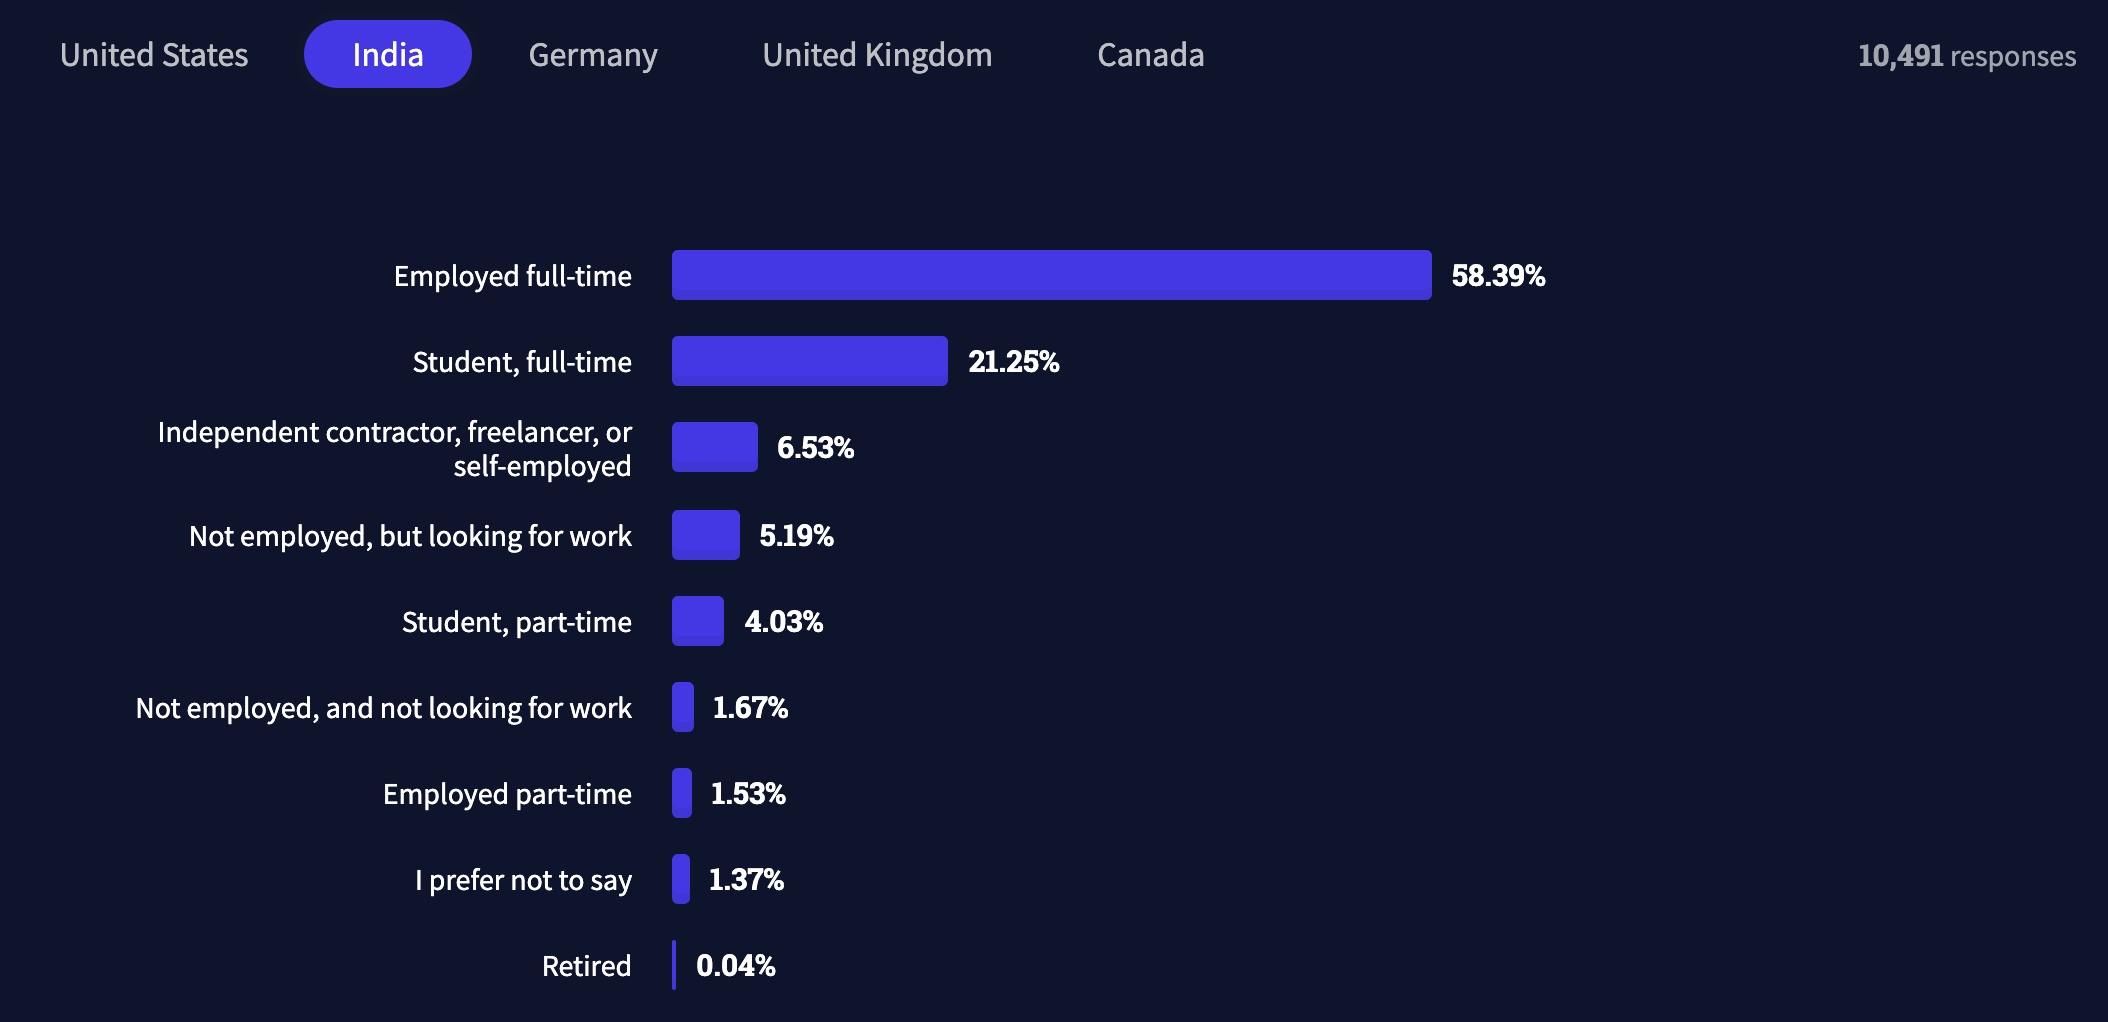 United States
India
Germany
United Kingdom
Canada
10,491 responses
Employed full-time
58.39%
Student, full-time
21.25%
Independent contractor, freelancer, or
self-employed
6.53%
Not employed, but looking for work
5.19%
Student, part-time
4.03%
Not employed, and not looking for work
1.67%
Employed part-time
1.53%
I prefer not to say
1.37%
Retired
0.04%